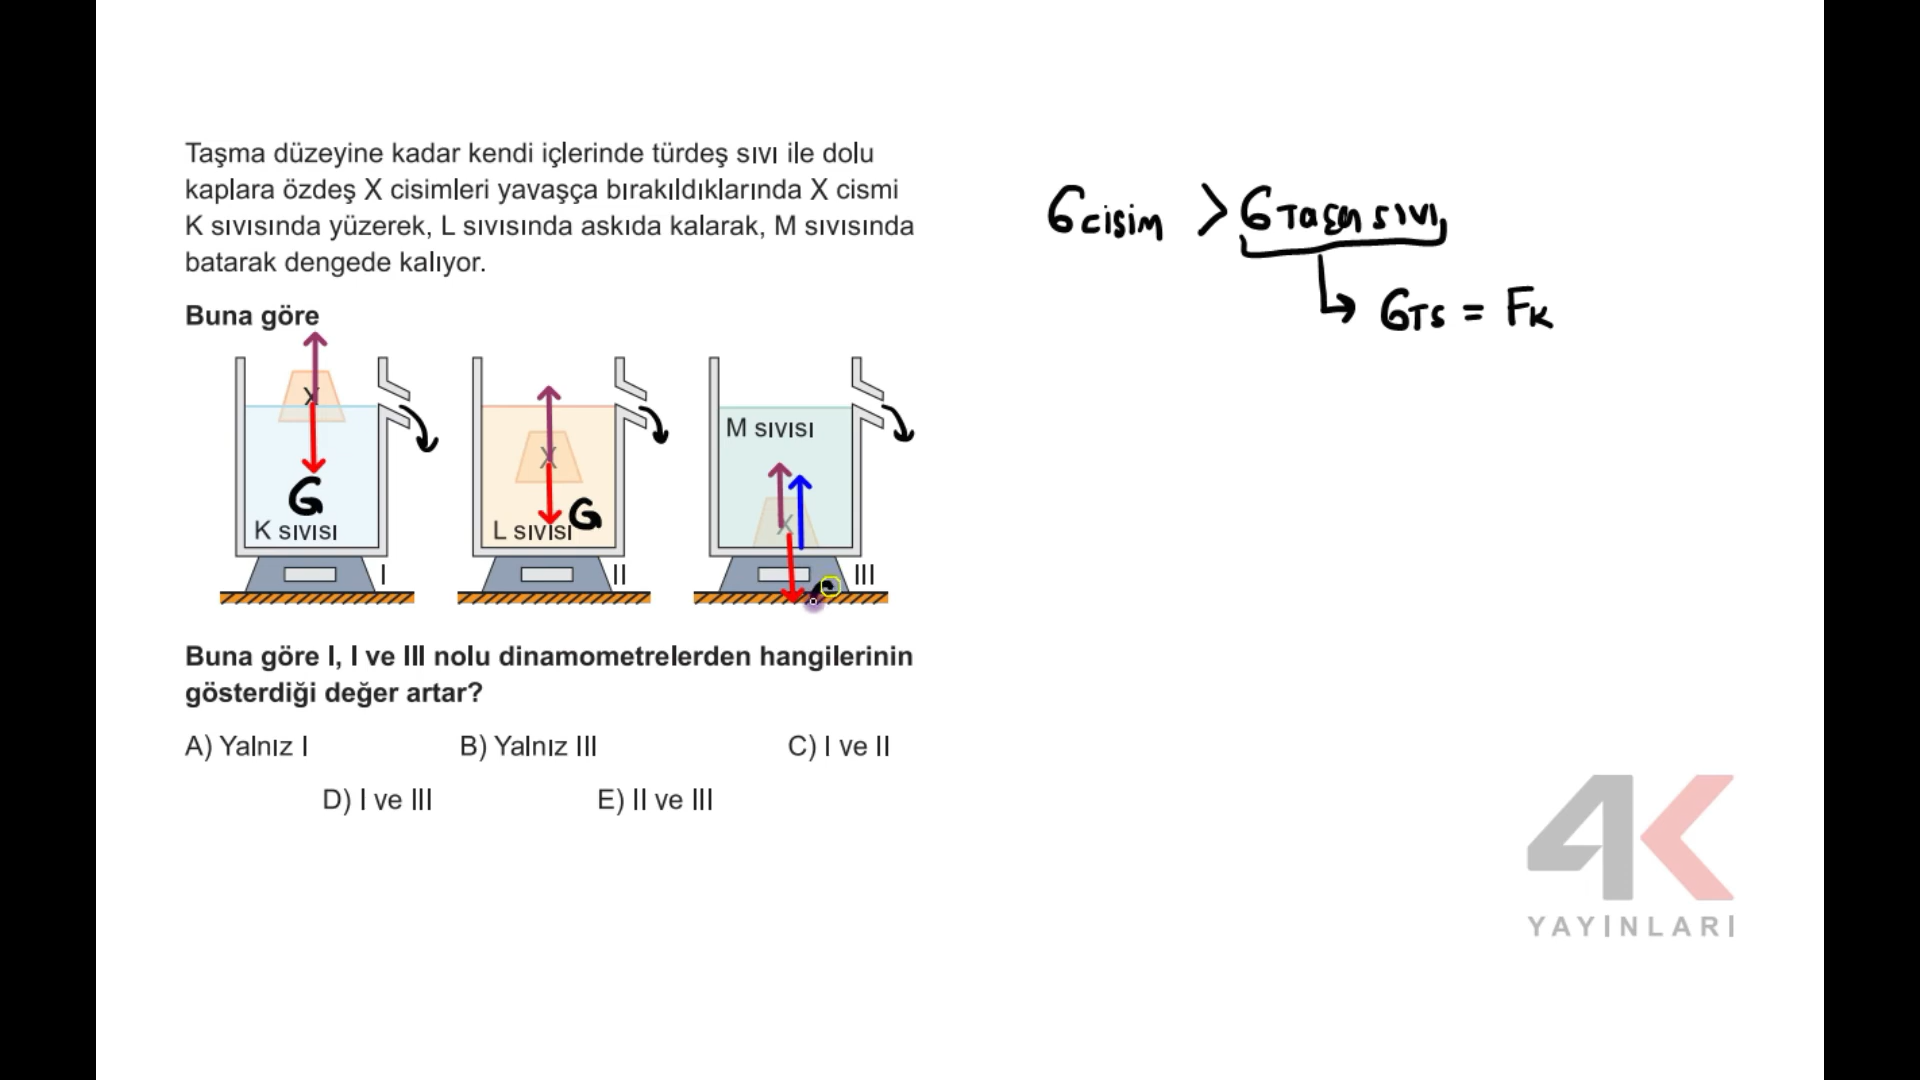 Taşma düzeyine kadar kendi içlerinde türdeş sıvı ile dolu
kaplara özdeş X cisimleri yavaşça bırakıldıklarında X cismi
K sıvısında yüzerek, L sıvısında askıda kalarak, M sıvısında
batarak dengede kalıyor.
Buna göre
X
G
K sıvısı
I
X
G
L sıvısı
II
M sıvısı
X
III
Buna göre I, I ve III nolu dinamometrelerden hangilerinin
gösterdiği değer artar?
A) Yalnız I B) Yalnız III C) I ve II
D) I ve III E) II ve III
Gcisim > GTaşan sıvı
GTS = FK
4K
YAYINLARI